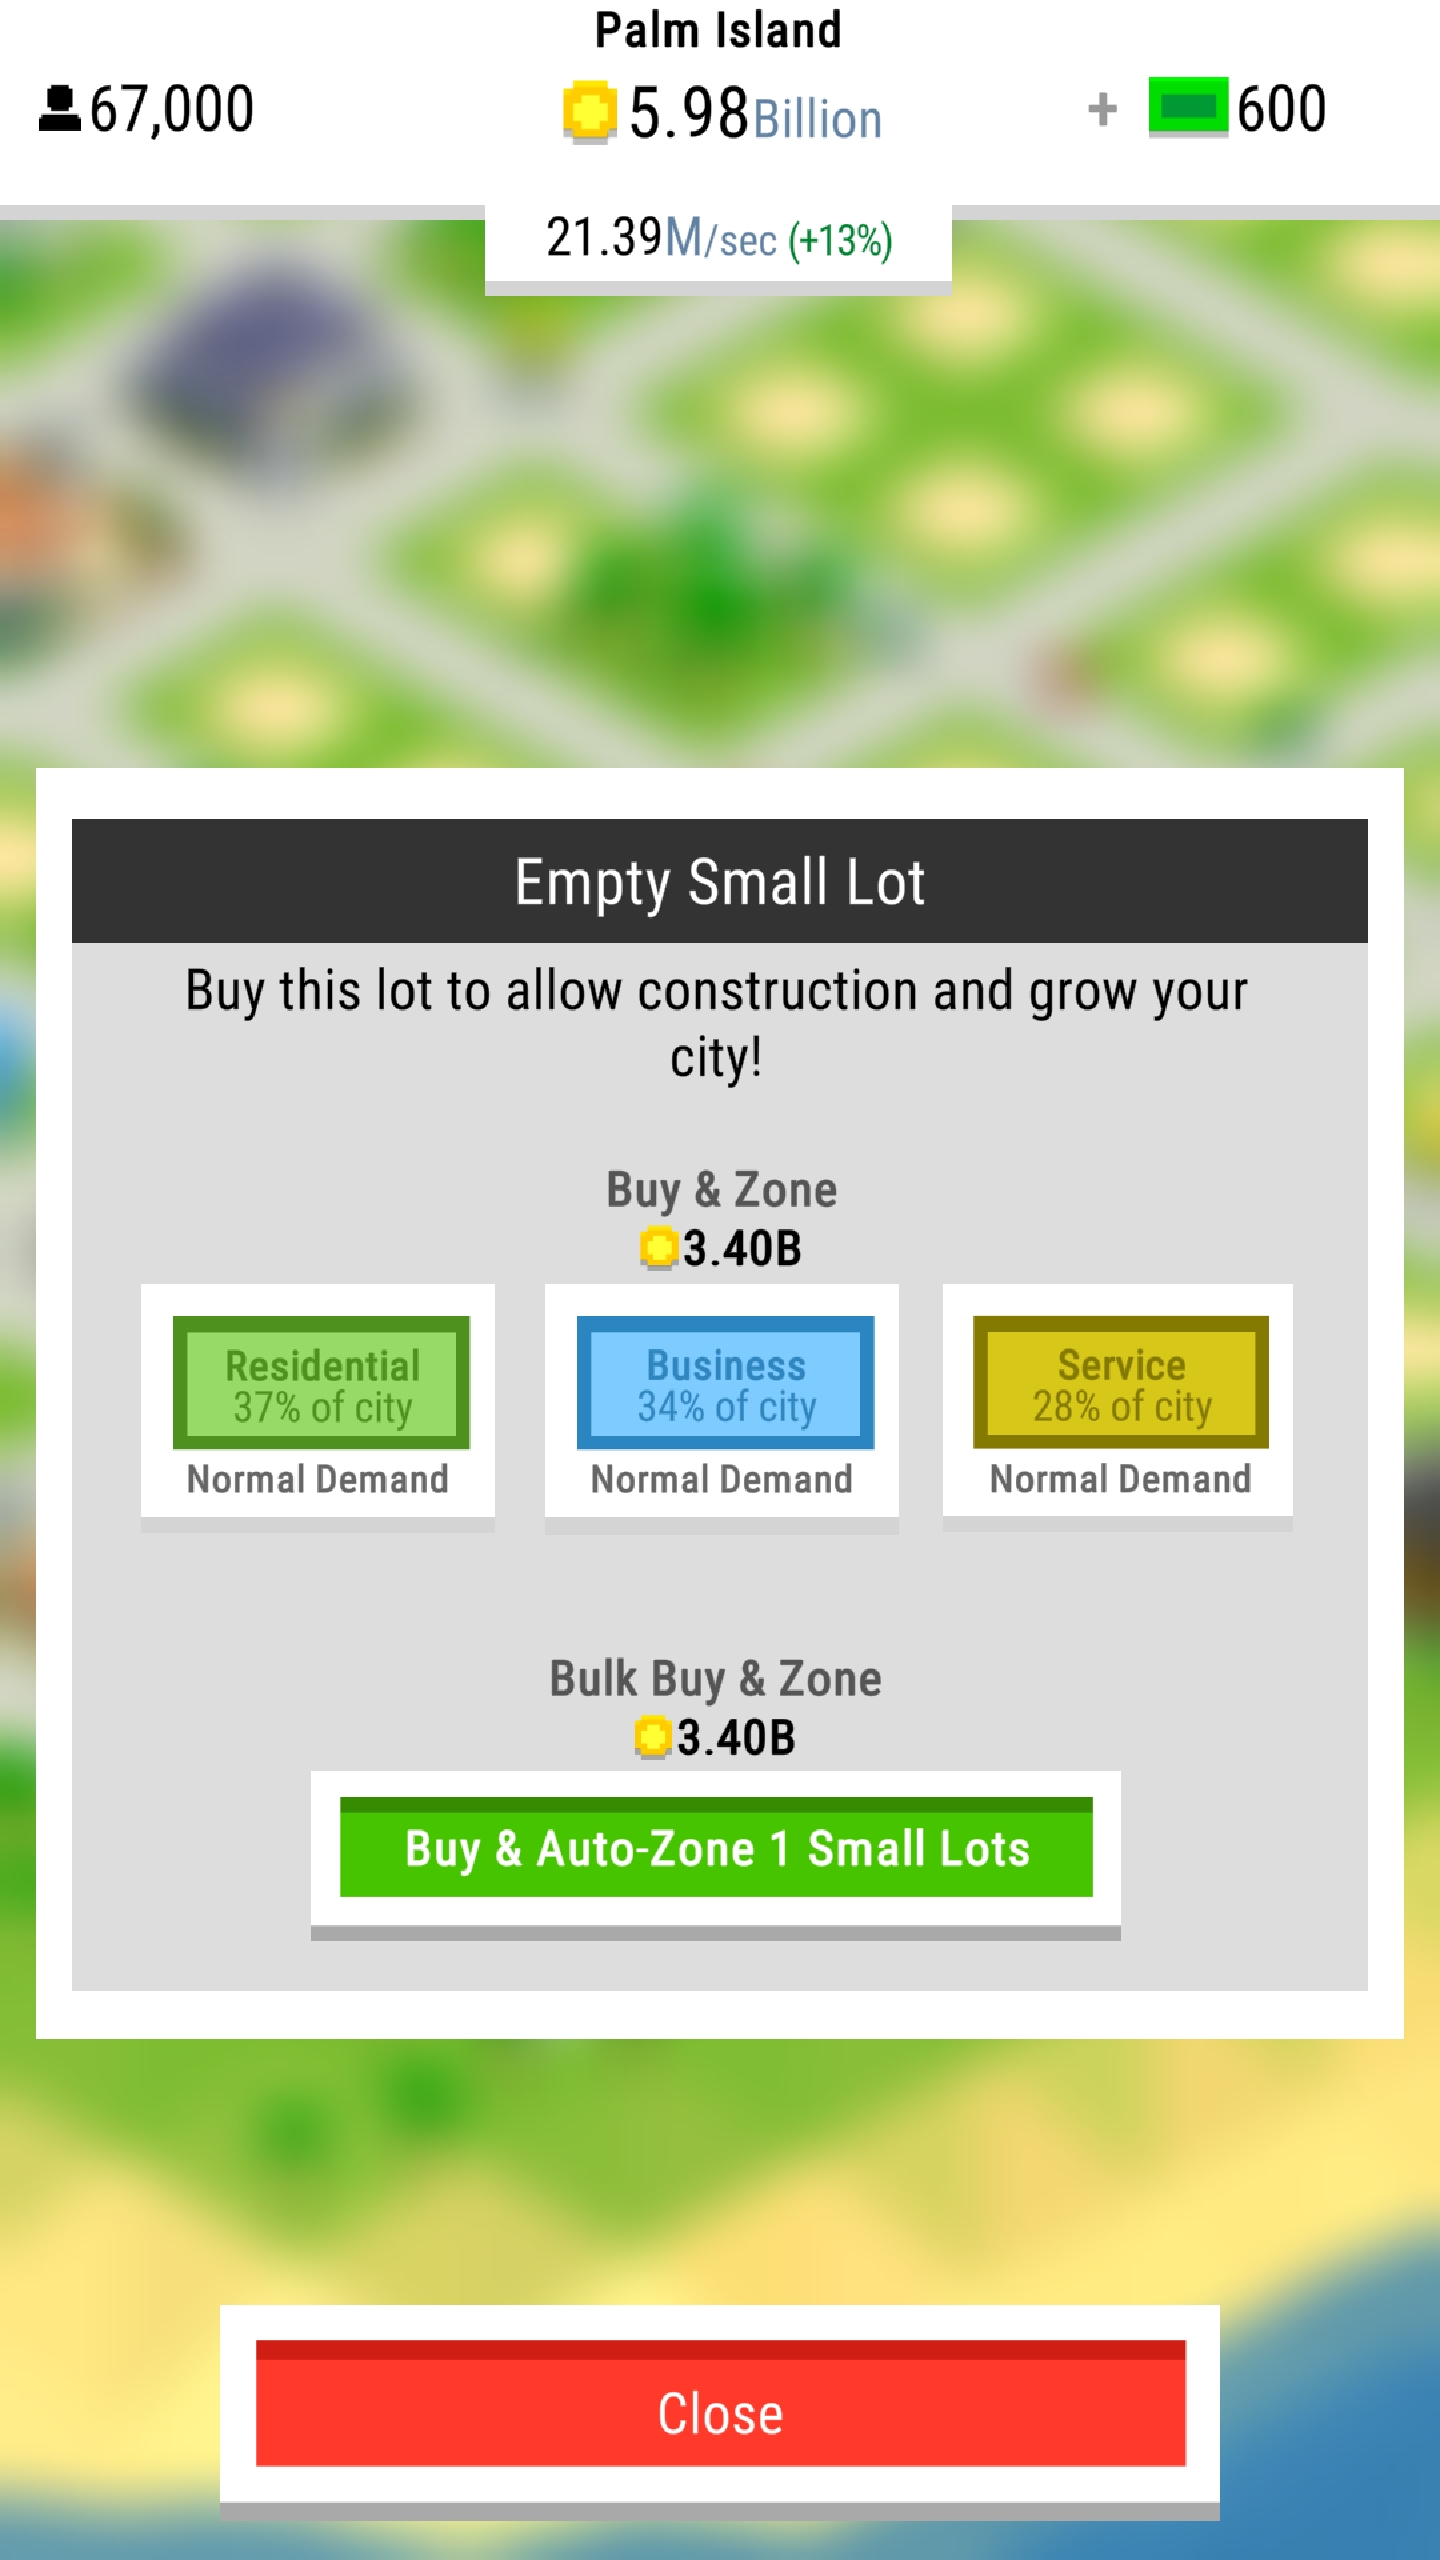 Palm Island
67,000
5.98Billion
+ 600
21.39M/sec (+13%)
Empty Small Lot
Buy this lot to allow construction and grow your
city!
Buy & Zone
3.40B
Residential
37% of city
Normal Demand
Business
34% of city
Normal Demand
Service
28% of city
Normal Demand
Bulk Buy & Zone
3.40B
Buy & Auto-Zone 1 Small Lots
Close